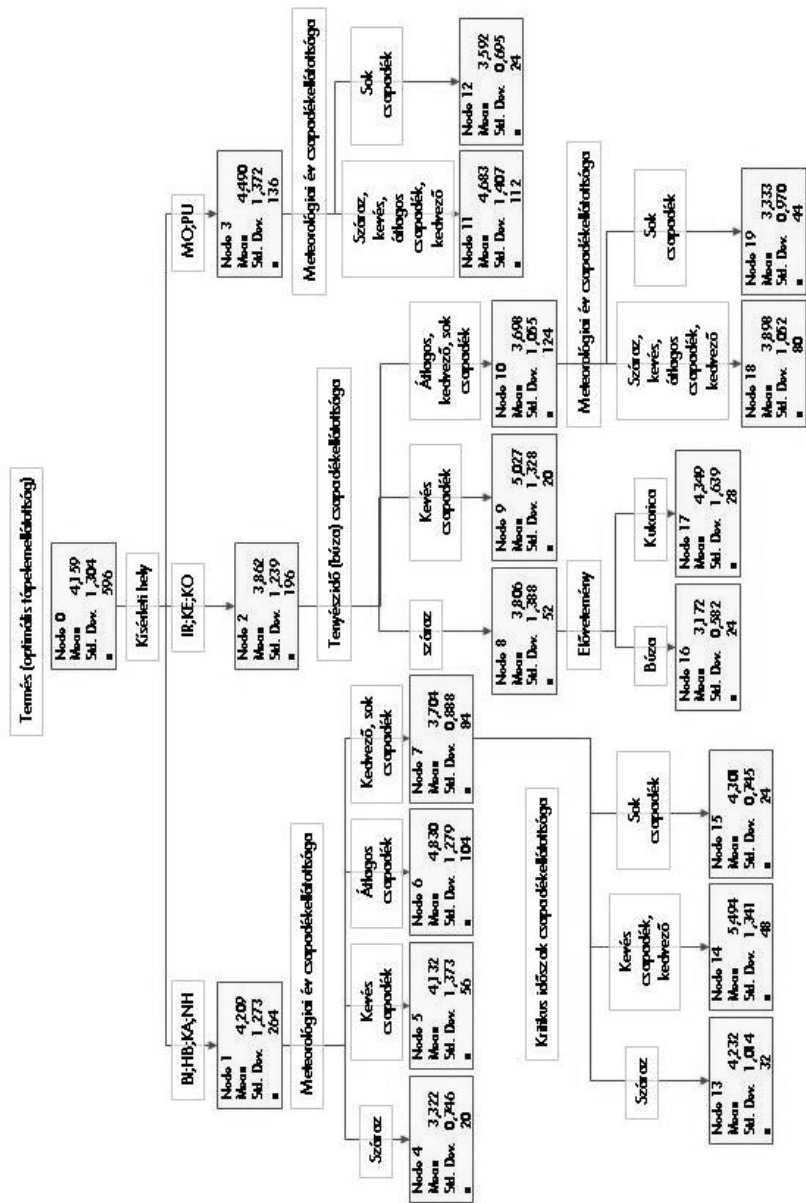 Termés (optimális tápelemellátottság)
Node 0
Mean 4,159
Std. Dev. 1,304
n 596
Kísérleti hely
BI;HB;KA;NH
IR;KE;KO
MO;PU
Node 1
Mean 4,209
Std. Dev. 1,273
n 264
Node 2
Mean 3,862
Std. Dev. 1,239
n 196
Node 3
Mean 4,490
Std. Dev. 1,372
n 136
Meteorológiai év csapadékellátottsága
Tenyészidő (búza) csapadékellátottsága
Meteorológiai év csapadékellátottsága
Száraz
Kevés
csapadék
Átlagos
csapadék
Kedvező, sok
csapadék
száraz
Kevés
csapadék
Átlagos,
kedvező, sok
csapadék
Száraz,
kevés,
átlagos
csapadék,
kedvező
Sok
csapadék
Node 4
Mean 3,322
Std. Dev. 0,746
n 20
Node 5
Mean 4,132
Std. Dev. 1,373
n 56
Node 6
Mean 4,830
Std. Dev. 1,279
n 104
Node 7
Mean 3,704
Std. Dev. 0,888
n 84
Node 8
Mean 3,806
Std. Dev. 1,388
n 52
Node 9
Mean 5,027
Std. Dev. 1,328
n 20
Node 10
Mean 3,698
Std. Dev. 1,055
n 124
Node 11
Mean 4,683
Std. Dev. 1,407
n 112
Node 12
Mean 3,592
Std. Dev. 0,695
n 24
Kritikus időszak csapadékellátottsága
Elővetemény
Meteorológiai év csapadékellátottsága
Száraz
Kevés
csapadék,
kedvező
Sok
csapadék
Búza
Kukorica
Száraz,
kevés,
átlagos
csapadék,
kedvező
Sok
csapadék
Node 13
Mean 4,232
Std. Dev. 1,014
n 32
Node 14
Mean 5,494
Std. Dev. 1,341
n 48
Node 15
Mean 4,301
Std. Dev. 0,745
n 24
Node 16
Mean 3,172
Std. Dev. 0,582
n 24
Node 17
Mean 4,349
Std. Dev. 1,639
n 28
Node 18
Mean 3,898
Std. Dev. 1,052
n 80
Node 19
Mean 3,333
Std. Dev. 0,970
n 44